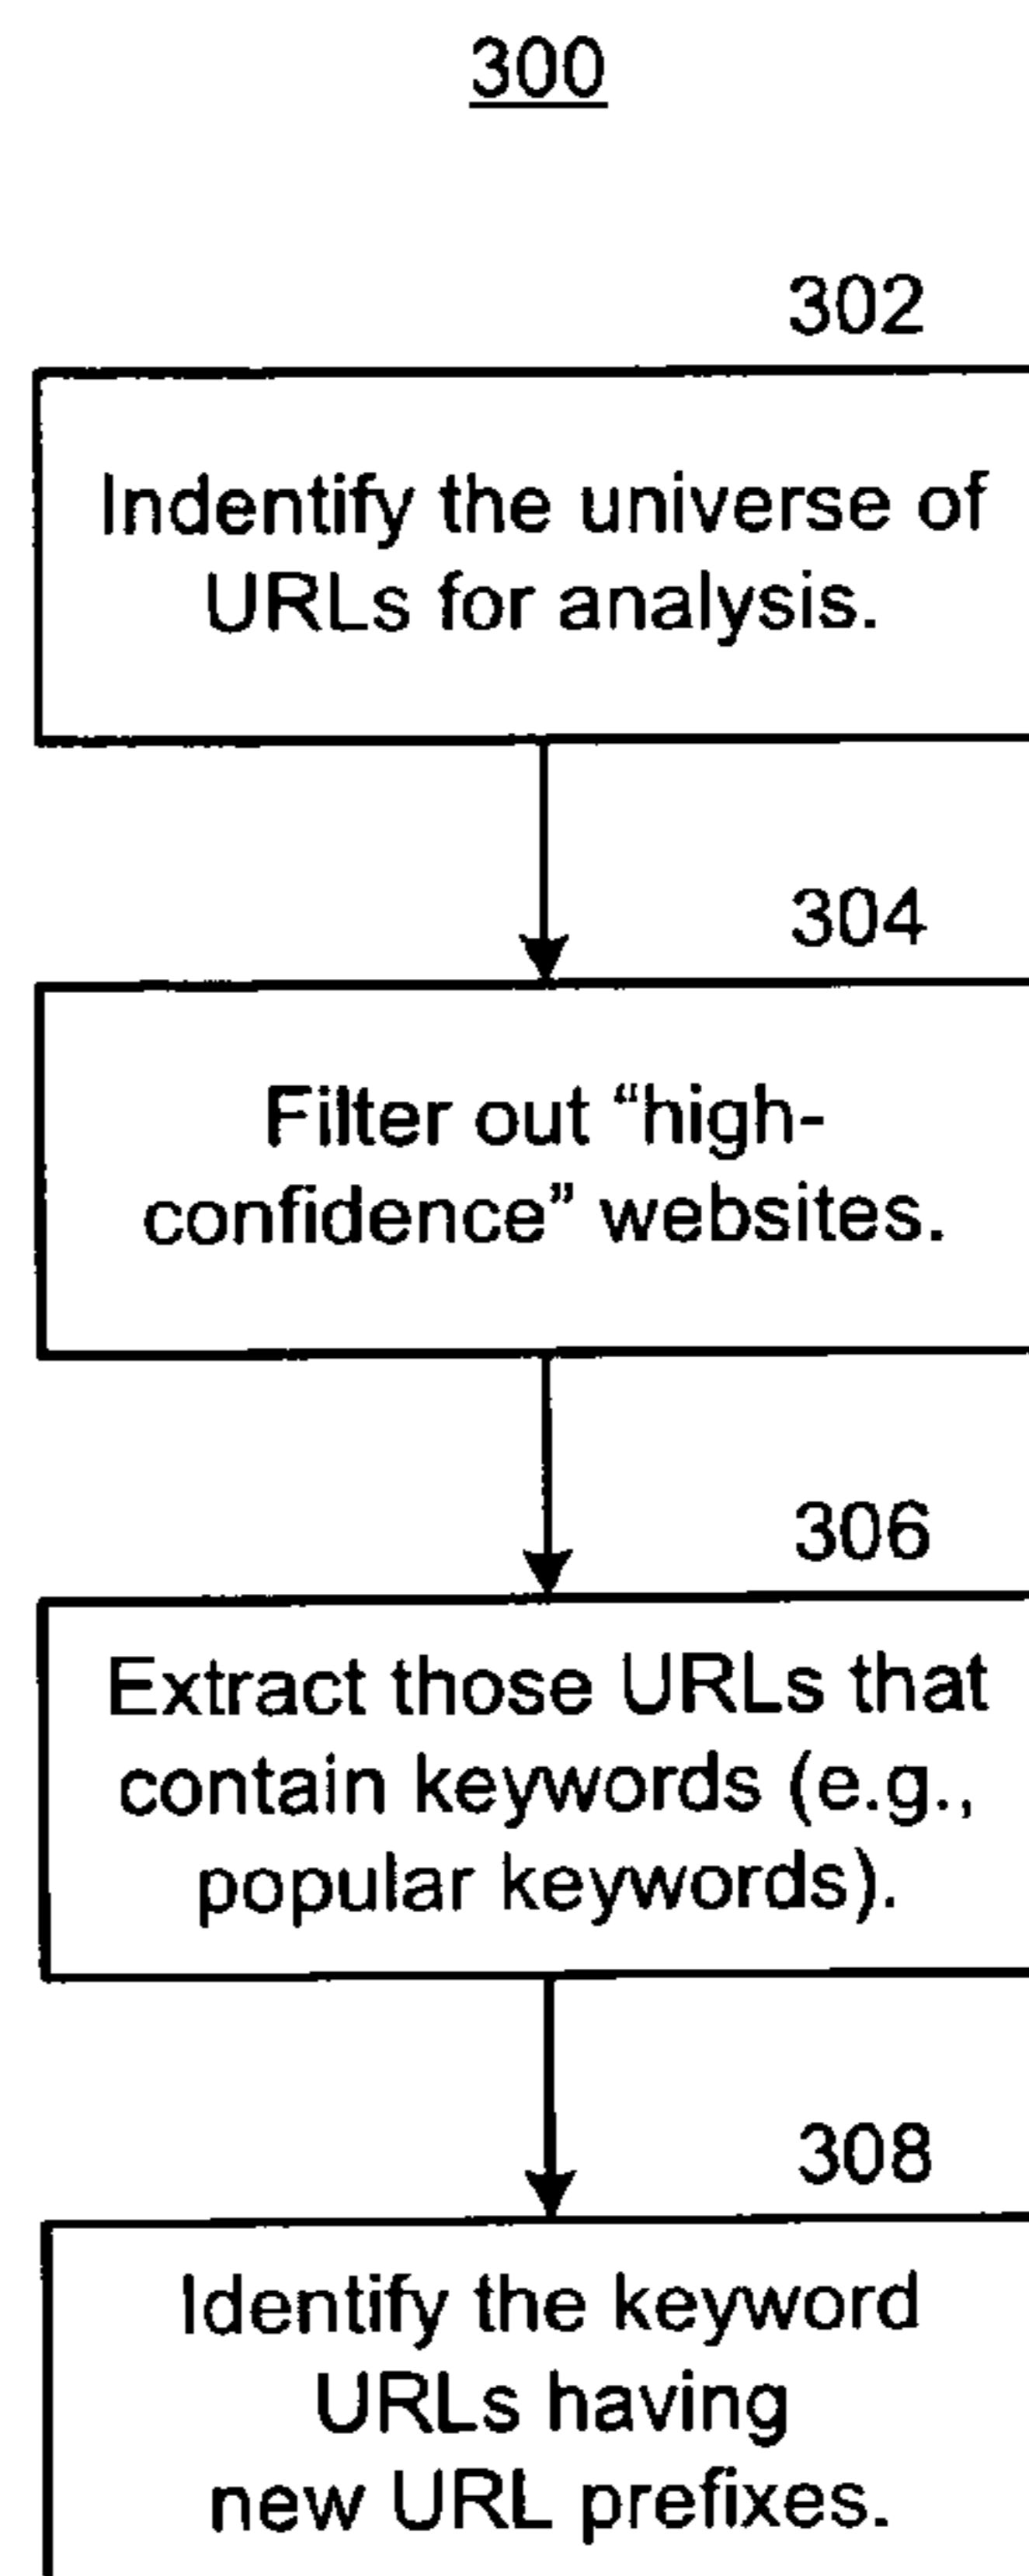 300
302
Indentify the universe of
URLs for analysis.
304
Filter out “high-
confidence” websites.
306
Extract those URLs that
contain keywords (e.g.,
popular keywords).
308
Identify the keyword
URLs having
new URL prefixes.